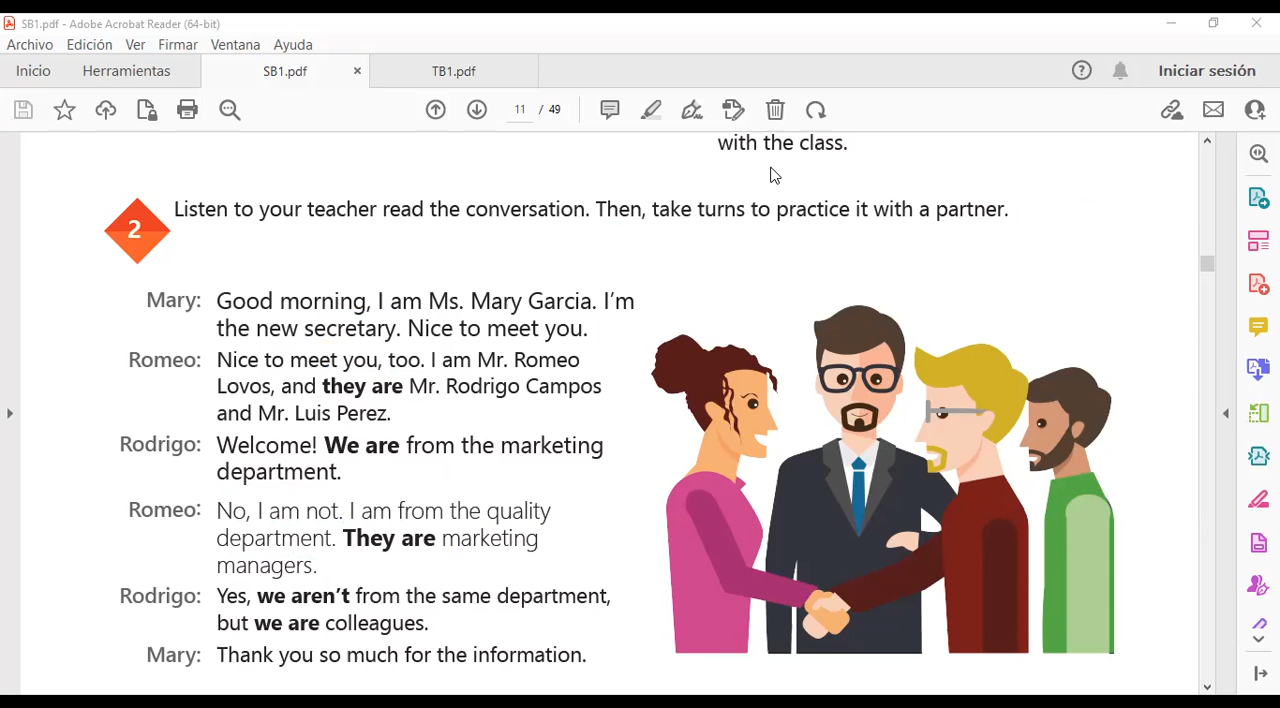 SB1.pdf - Adobe Acrobat Reader (64-bit)
Archivo Edición Ver Firmar Ventana Ayuda
Inicio Herramientas SB1.pdf × TB1.pdf Iniciar sesión
11 / 49
with the class.
2 Listen to your teacher read the conversation. Then, take turns to practice it with a partner.
Mary: Good morning, I am Ms. Mary Garcia. I'm
the new secretary. Nice to meet you.
Romeo: Nice to meet you, too. I am Mr. Romeo
Lovos, and they are Mr. Rodrigo Campos
and Mr. Luis Perez.
Rodrigo: Welcome! We are from the marketing
department.
Romeo: No, I am not. I am from the quality
department. They are marketing
managers.
Rodrigo: Yes, we aren't from the same department,
but we are colleagues.
Mary: Thank you so much for the information.